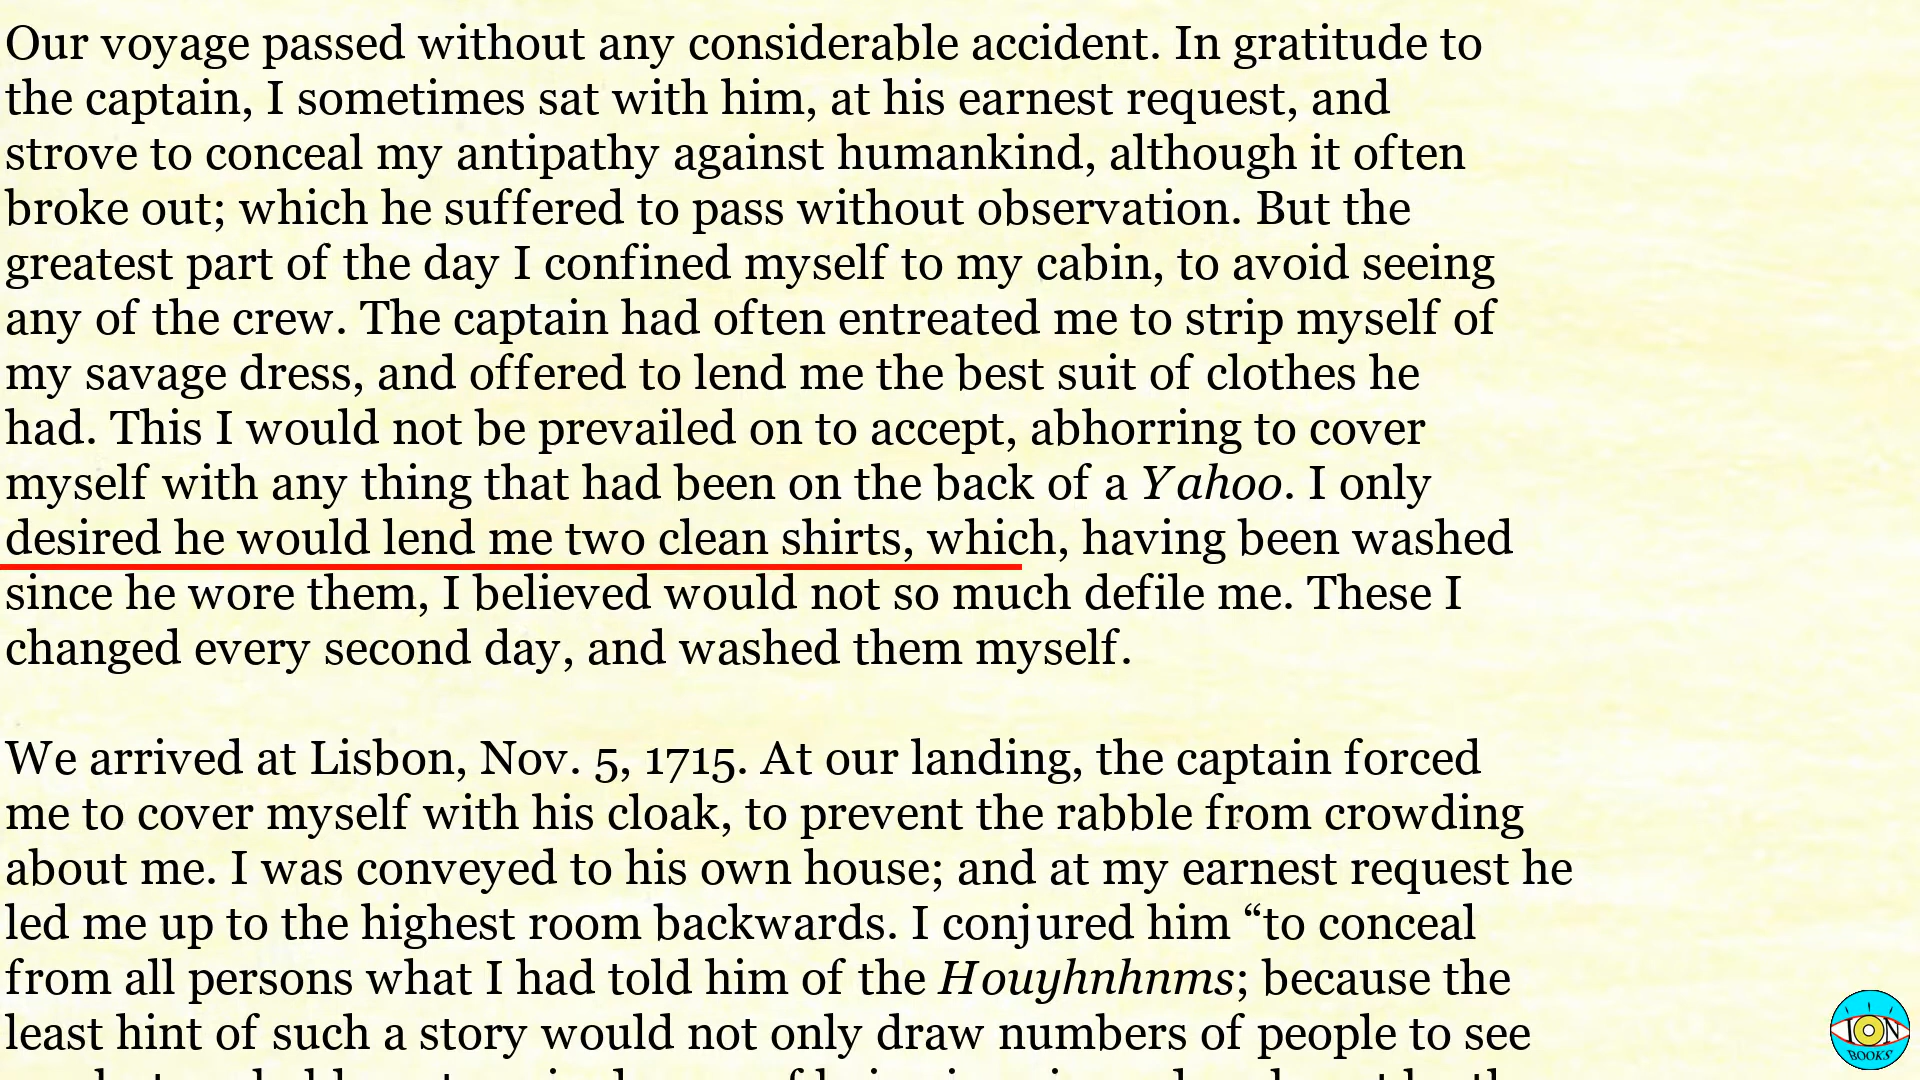 Our voyage passed without any considerable accident. In gratitude to
the captain, I sometimes sat with him, at his earnest request, and
strove to conceal my antipathy against humankind, although it often
broke out; which he suffered to pass without observation. But the
greatest part of the day I confined myself to my cabin, to avoid seeing
any of the crew. The captain had often entreated me to strip myself of
my savage dress, and offered to lend me the best suit of clothes he
had. This I would not be prevailed on to accept, abhorring to cover
myself with any thing that had been on the back of a Yahoo. I only
desired he would lend me two clean shirts, which, having been washed
since he wore them, I believed would not so much defile me. These I
changed every second day, and washed them myself.
We arrived at Lisbon, Nov. 5, 1715. At our landing, the captain forced
me to cover myself with his cloak, to prevent the rabble from crowding
about me. I was conveyed to his own house; and at my earnest request he
led me up to the highest room backwards. I conjured him “to conceal
from all persons what I had told him of the Houyhnhnms; because the
least hint of such a story would not only draw numbers of people to see
ION
BOOKS